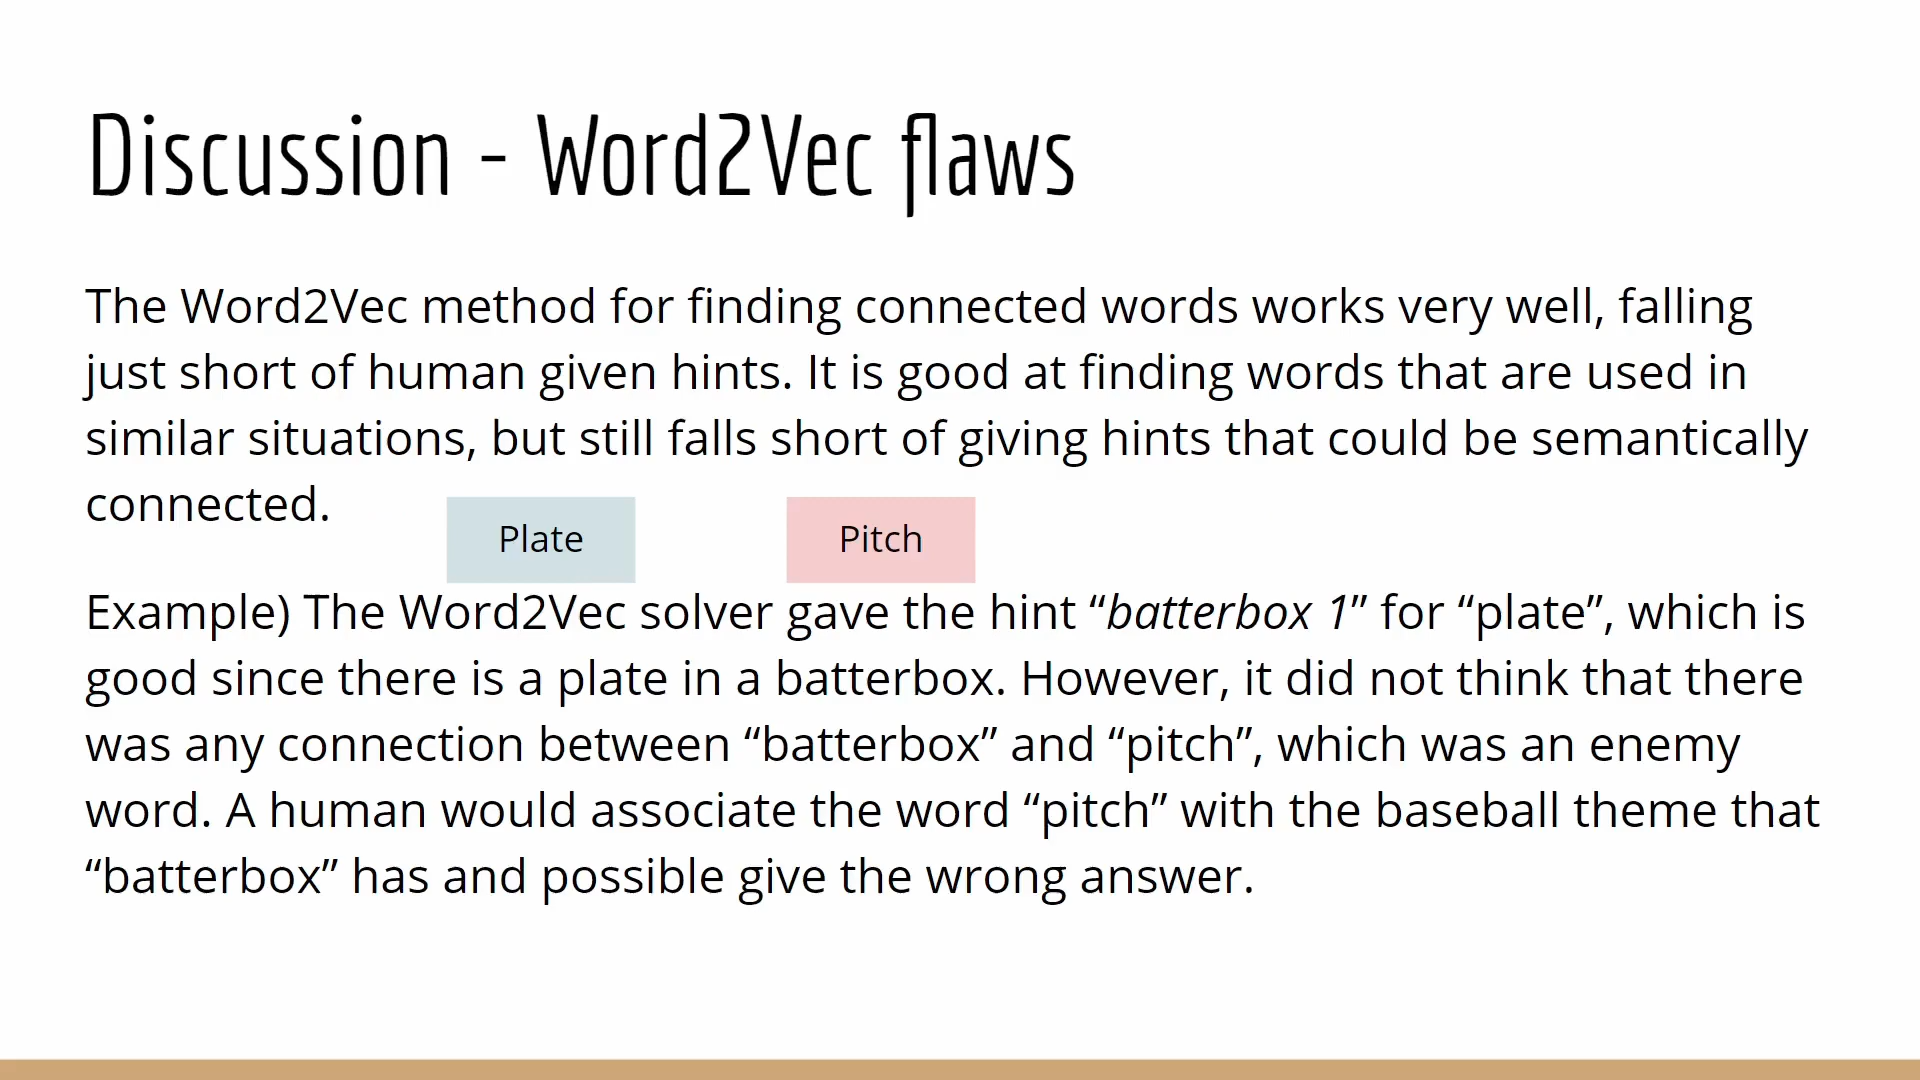 Discussion - Word2Vec flaws
The Word2Vec method for finding connected words works very well, falling
just short of human given hints. It is good at finding words that are used in
similar situations, but still falls short of giving hints that could be semantically
connected.
Plate
Pitch
Example) The Word2Vec solver gave the hint “batterbox 1” for “plate”, which is
good since there is a plate in a batterbox. However, it did not think that there
was any connection between “batterbox” and “pitch”, which was an enemy
word. A human would associate the word “pitch” with the baseball theme that
“batterbox” has and possible give the wrong answer.